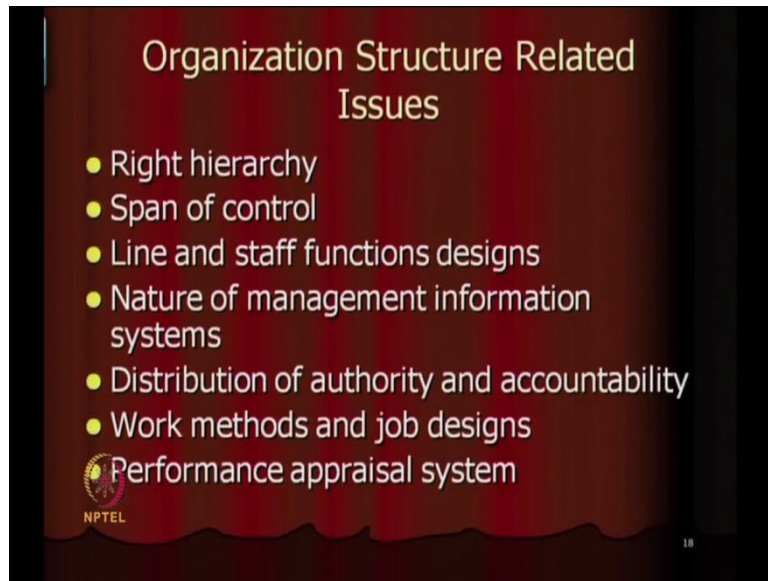 Organization Structure Related
Issues
Right hierarchy
Span of control
Line and staff functions designs
Nature of management information
systems
Distribution of authority and accountability
Work methods and job designs
Performance appraisal system
NPTEL
18